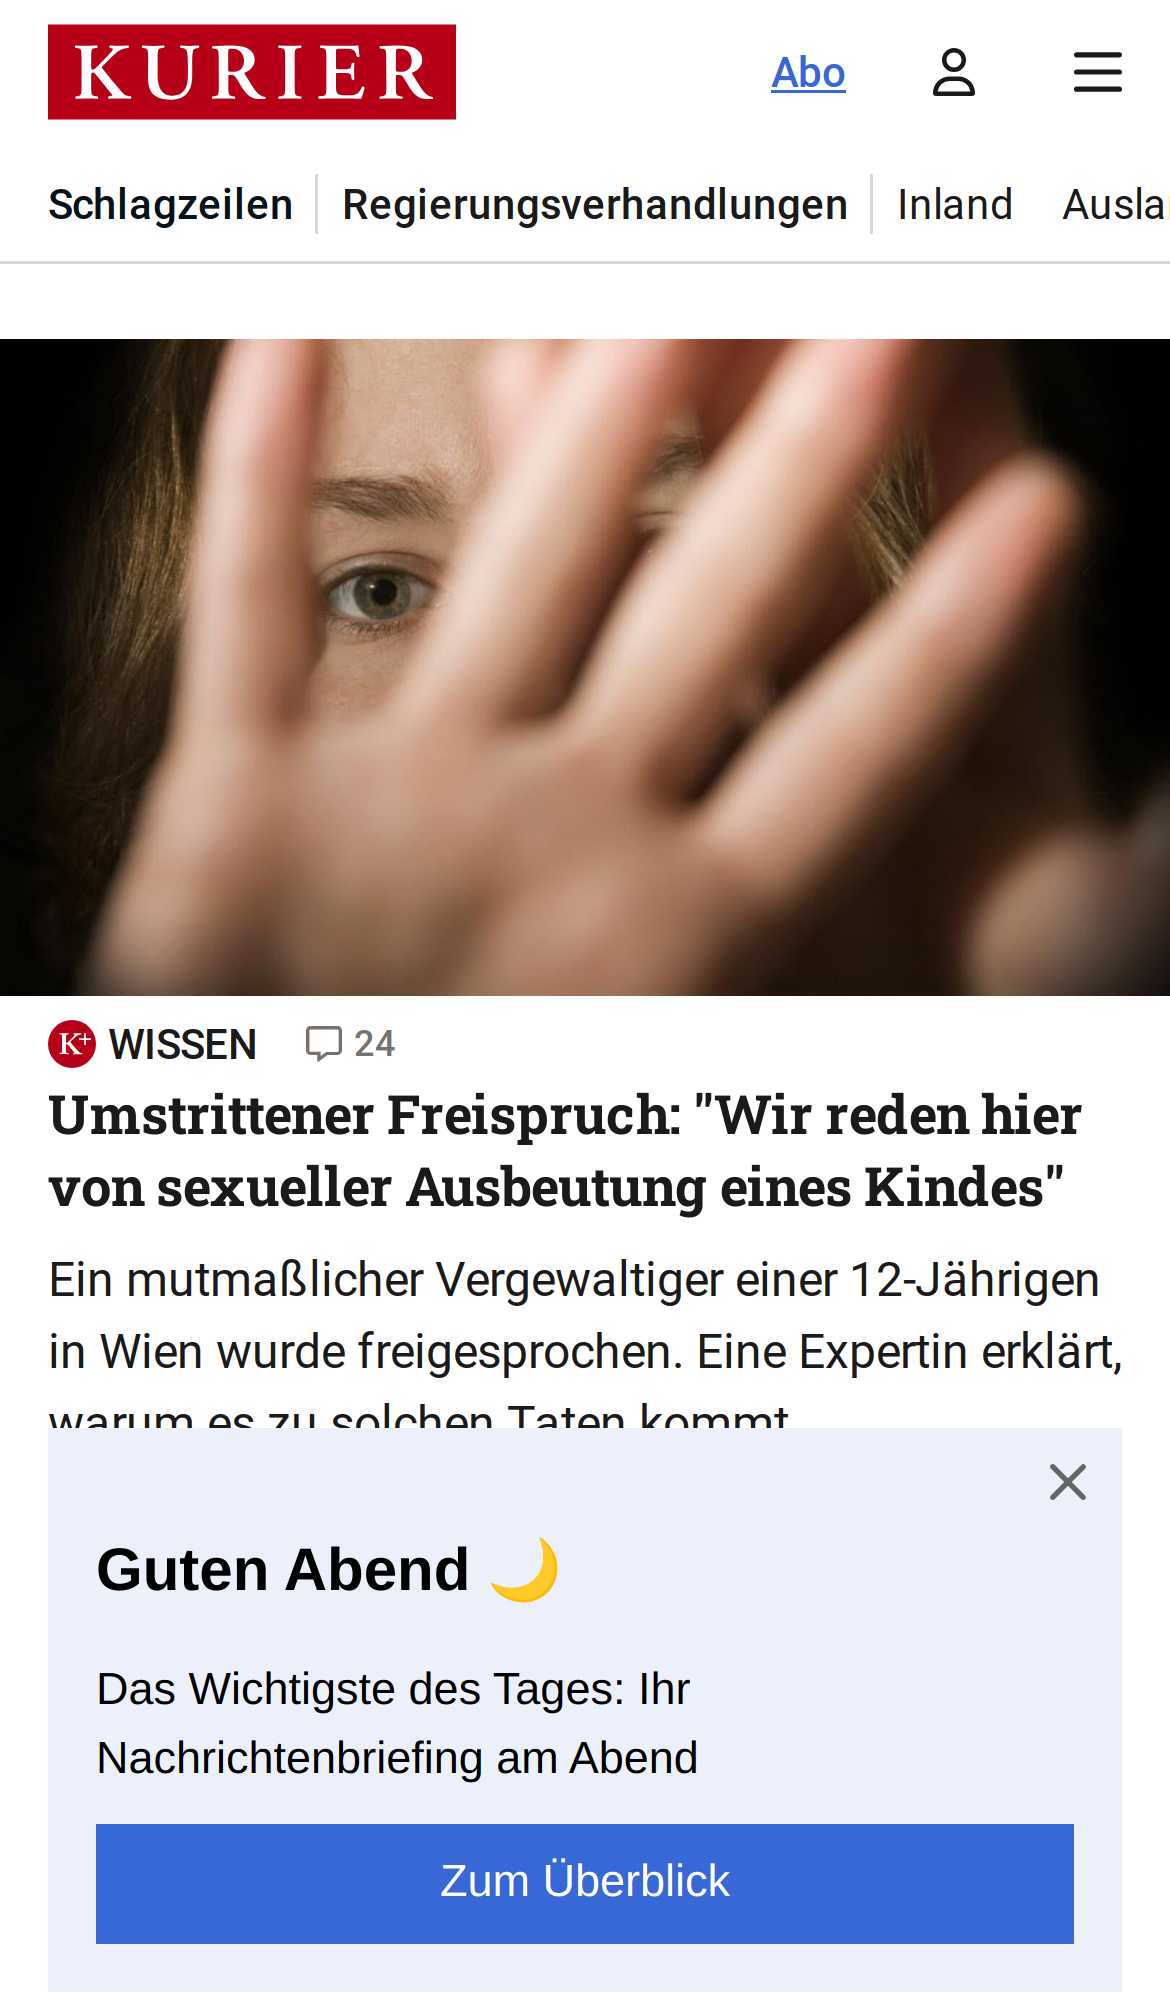 KURIER
Abo
Schlagzeilen
Regierungsverhandlungen
Inland
K+ WISSEN
24
Umstrittener Freispruch: "Wir reden hier
von sexueller Ausbeutung eines Kindes"
Ein mutmaßlicher Vergewaltiger einer 12-Jährigen
in Wien wurde freigesprochen. Eine Expertin erklärt,
warum es zu solchen Taten kommt
Guten Abend 🌙
Das Wichtigste des Tages: Ihr
Nachrichtenbriefing am Abend
Zum Überblick